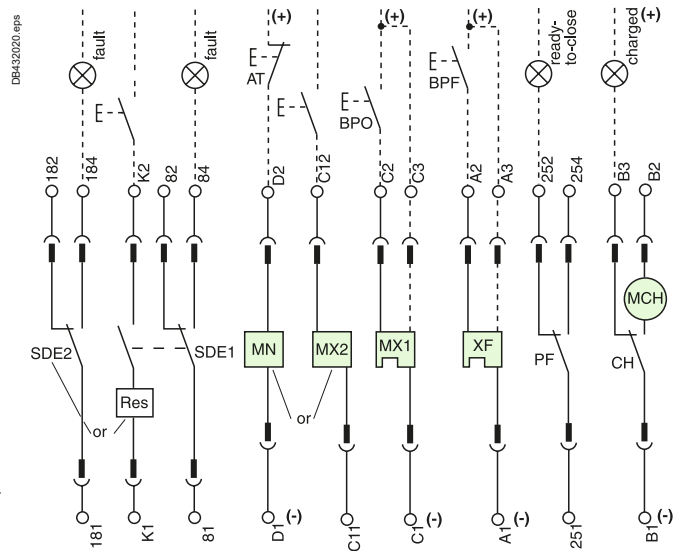 DB432020.eps
fault
fault
(+)
(+)
(+)
ready-
to-close
charged
(+)
AT
BPO
BPF
182
184
K2
82
84
D2
C12
C2
C3
A2
A3
252
254
B3
B2
MCH
SDE2
SDE1
MN
MX2
MX1
XF
PF
CH
Res
or
or
181
K1
81
D1
(-)
C11
C1
(-)
A1
(-)
251
B1
(-)